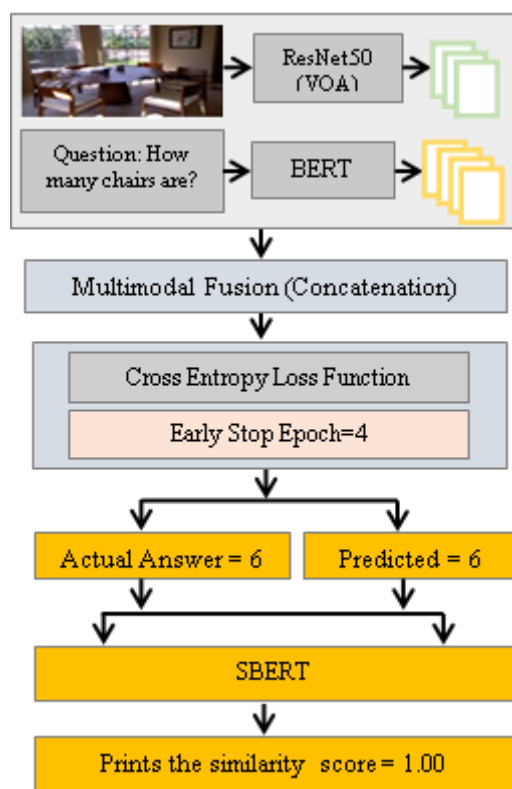 ResNet50
(VOA)
Question: How
many chairs are?
BERT
Multimodal Fusion (Concatenation)
Cross Entropy Loss Function
Early Stop Epoch=4
Actual Answer = 6
Predicted = 6
SBERT
Prints the similarity score = 1.00